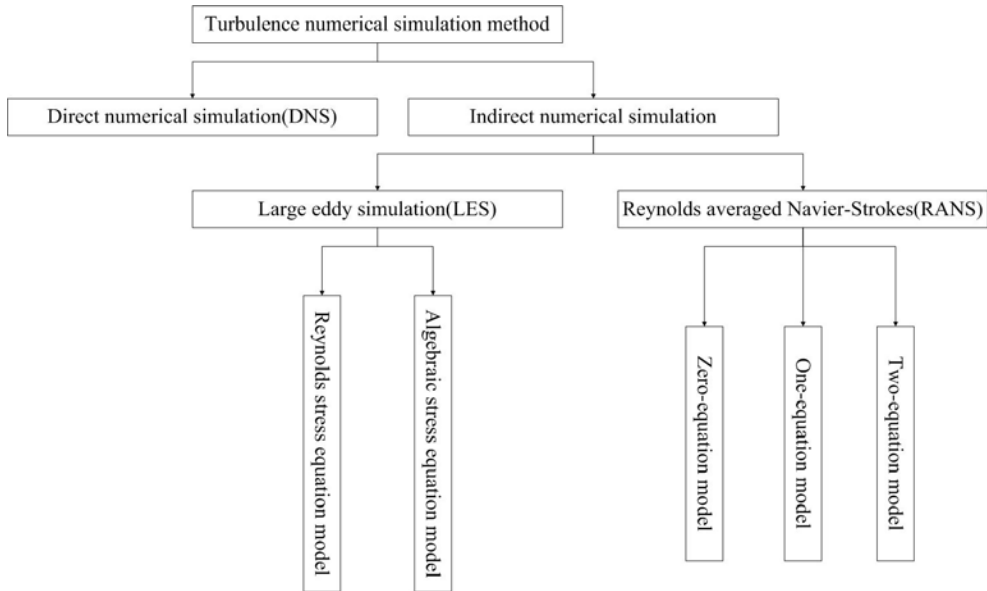 Turbulence numerical simulation method
Direct numerical simulation(DNS)
Indirect numerical simulation
Large eddy simulation(LES)
Reynolds averaged Navier-Strokes(RANS)
Reynolds stress equation model
Algebraic stress equation model
Zero-equation model
One-equation model
Two-equation model